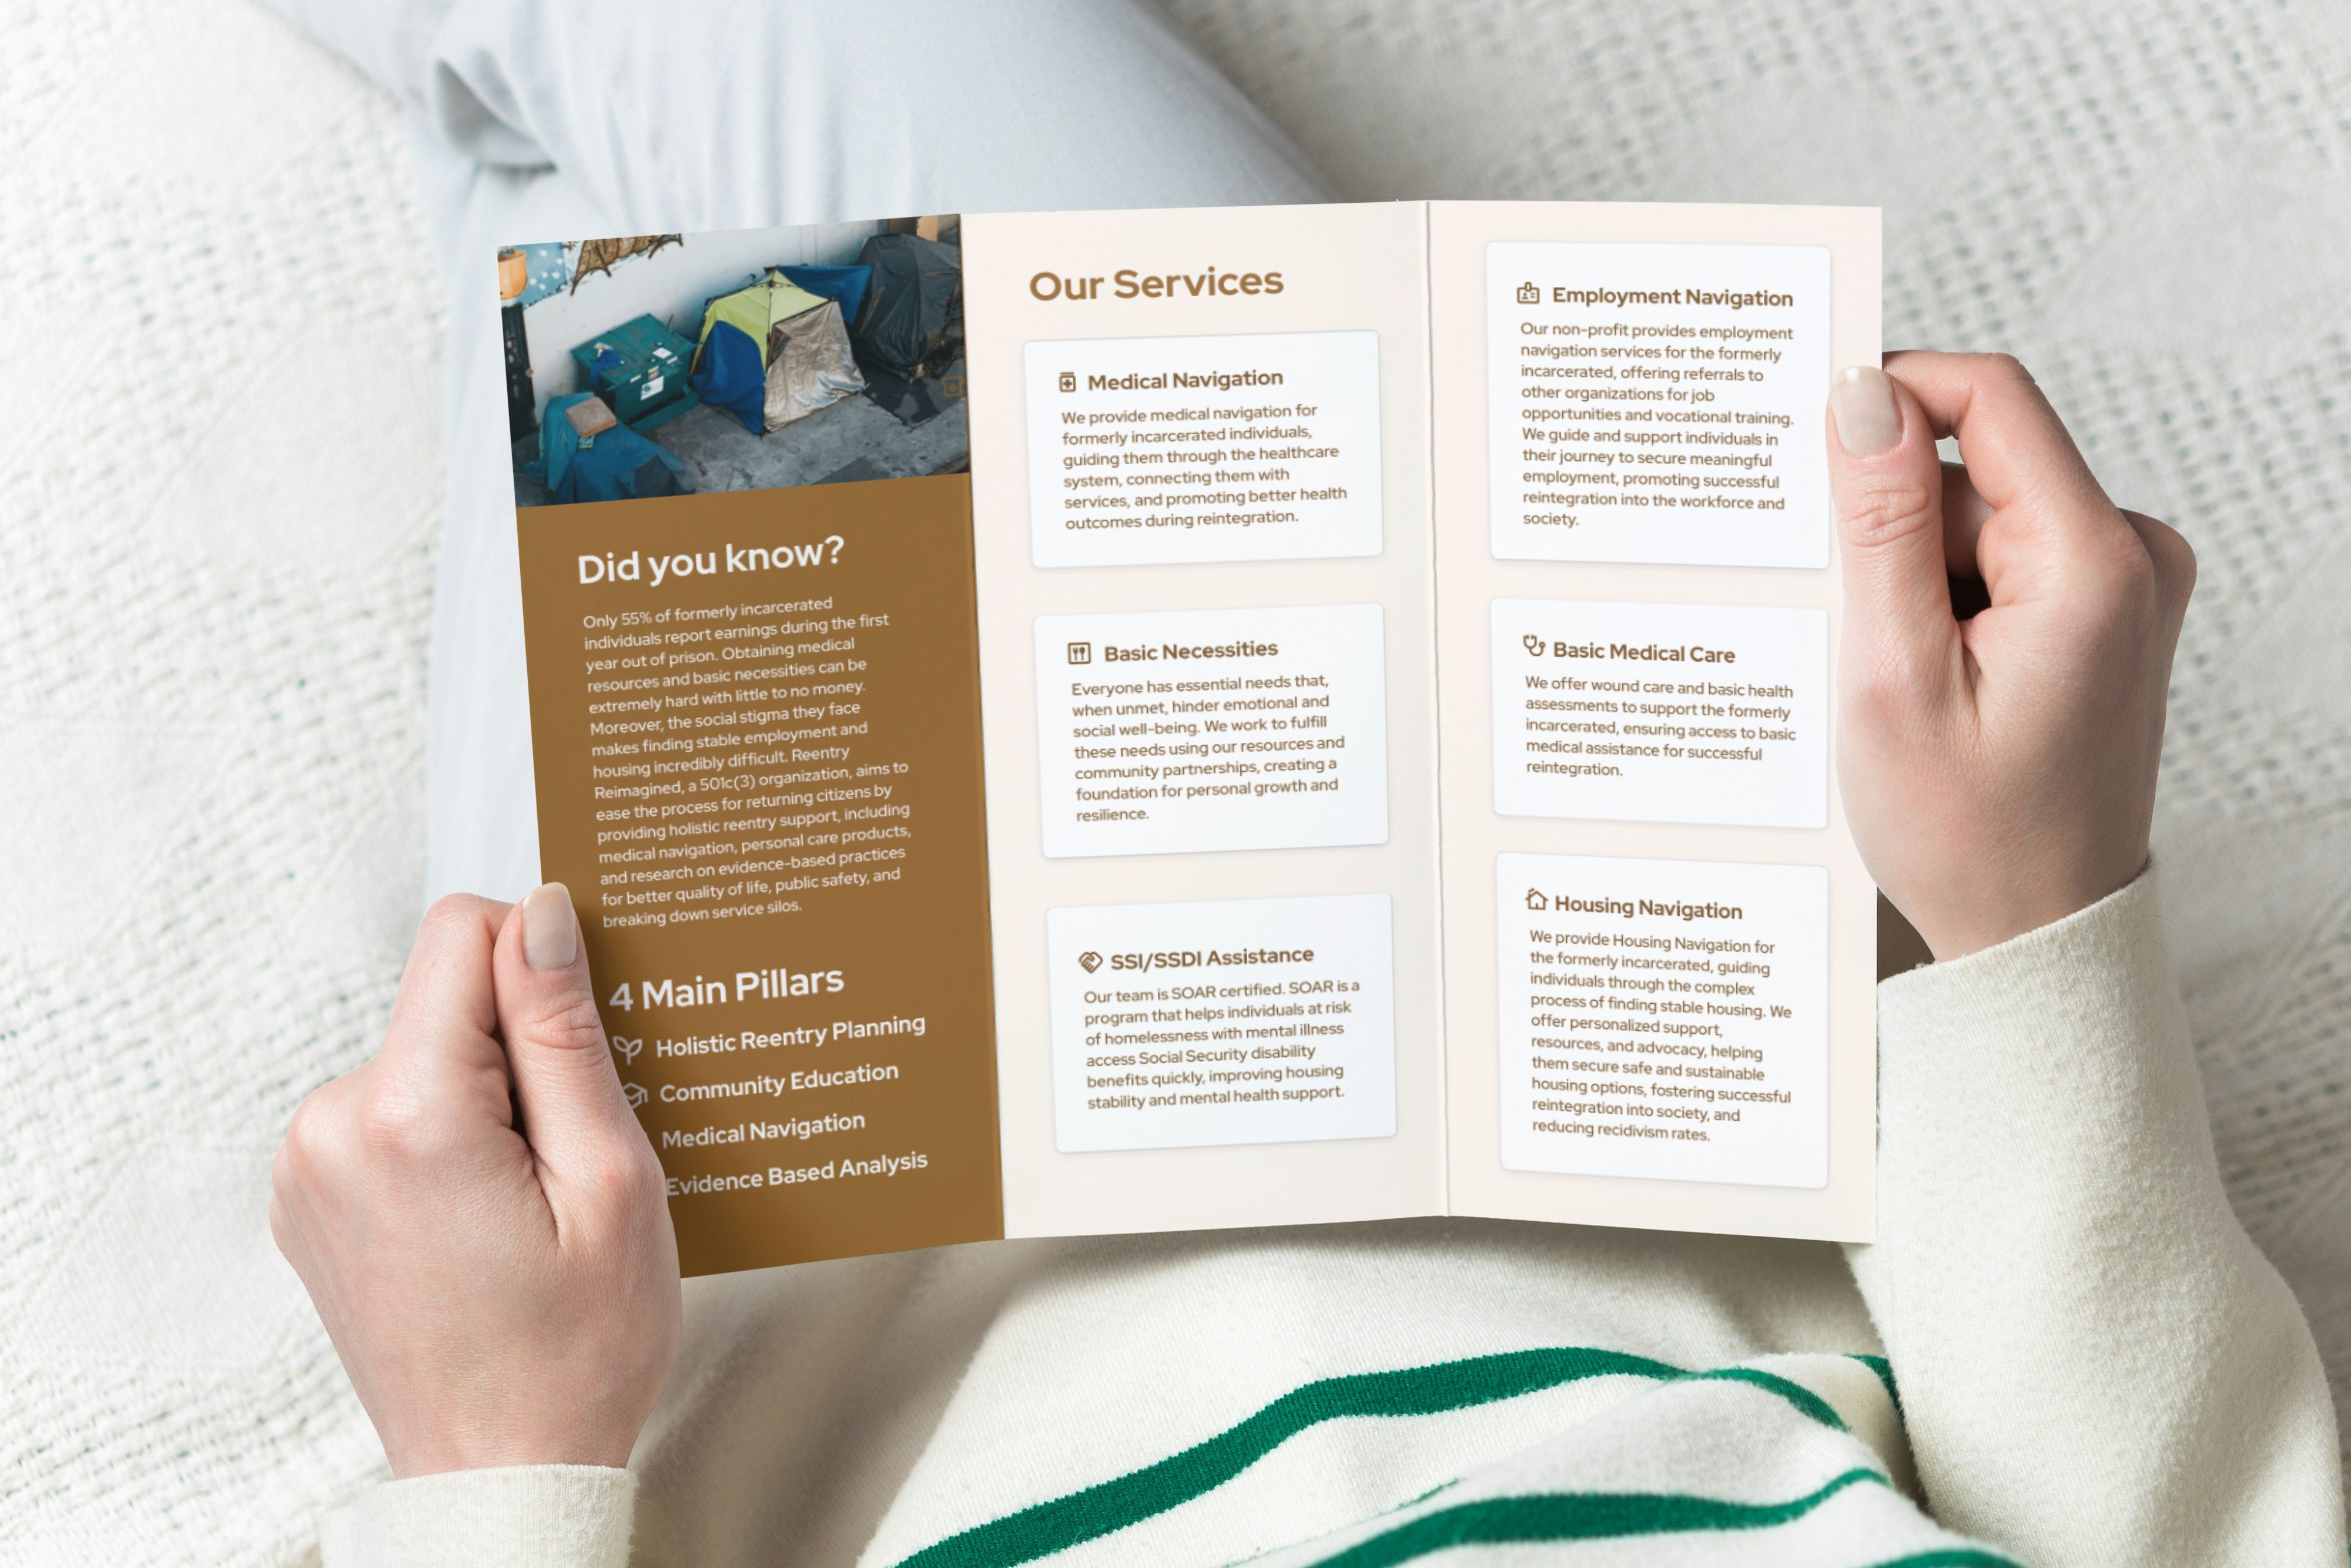 Did you know?
Only 55% of formerly incarcerated
individuals report earnings during the first
year out of prison. Obtaining medical
resources and basic necessities can be
extremely hard with little to no money.
Moreover, the social stigma they face
makes finding stable employment and
housing incredibly difficult. Reentry
Reimagined, a 501c(3) organization, aims to
ease the process for returning citizens by
providing holistic reentry support, including
medical navigation, personal care products,
and research on evidence-based practices
for better quality of life, public safety, and
breaking down service silos.
4 Main Pillars
Holistic Reentry Planning
Community Education
Medical Navigation
Evidence Based Analysis
Our Services
Medical Navigation
We provide medical navigation for
formerly incarcerated individuals,
guiding them through the healthcare
system, connecting them with
services, and promoting better health
outcomes during reintegration.
Basic Necessities
Everyone has essential needs that,
when unmet, hinder emotional and
social well-being. We work to fulfill
these needs using our resources and
community partnerships, creating a
foundation for personal growth and
resilience.
SSI/SSDI Assistance
Our team is SOAR certified. SOAR is a
program that helps individuals at risk
of homelessness with mental illness
access Social Security disability
benefits quickly, improving housing
stability and mental health support.
Employment Navigation
Our non-profit provides employment
navigation services for the formerly
incarcerated, offering referrals to
other organizations for job
opportunities and vocational training.
We guide and support individuals in
their journey to secure meaningful
employment, promoting successful
reintegration into the workforce and
society.
Basic Medical Care
We offer wound care and basic health
assessments to support the formerly
incarcerated, ensuring access to basic
medical assistance for successful
reintegration.
Housing Navigation
We provide Housing Navigation for
the formerly incarcerated, guiding
individuals through the complex
process of finding stable housing. We
offer personalized support,
resources, and advocacy, helping
them secure safe and sustainable
housing options, fostering successful
reintegration into society, and
reducing recidivism rates.